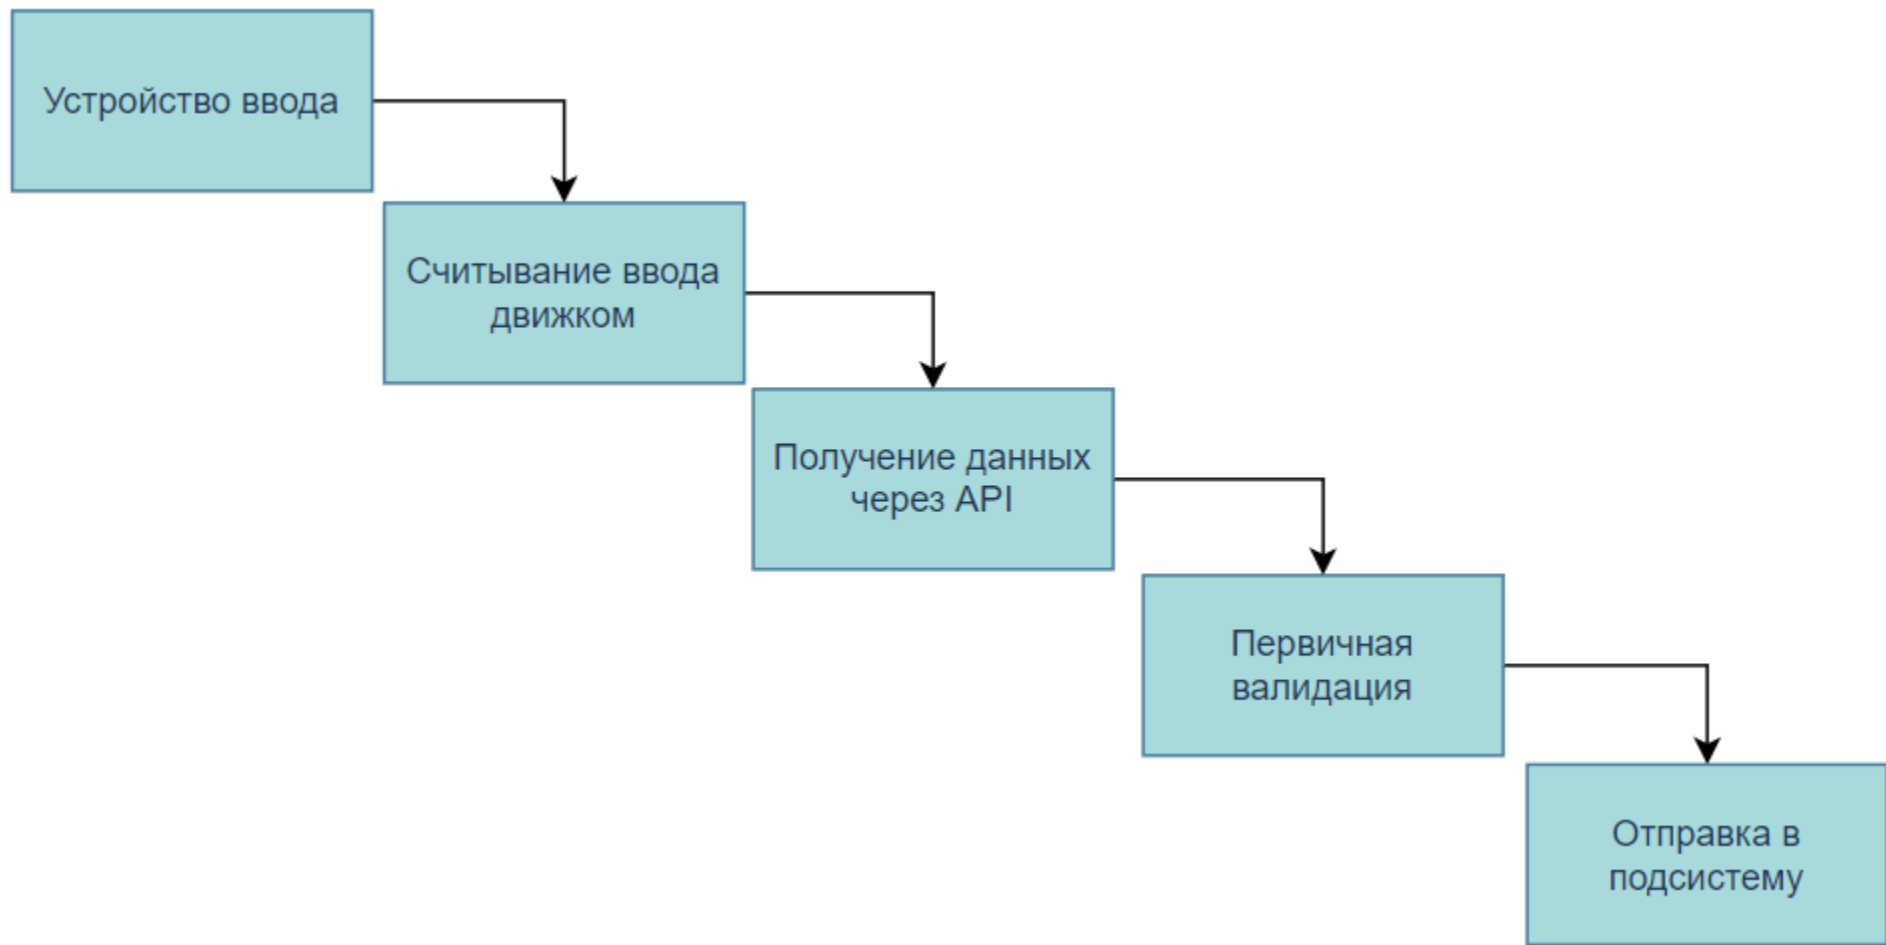 Устройство ввода
Считывание ввода
движком
Получение данных
через API
Первичная
валидация
Отправка в
подсистему